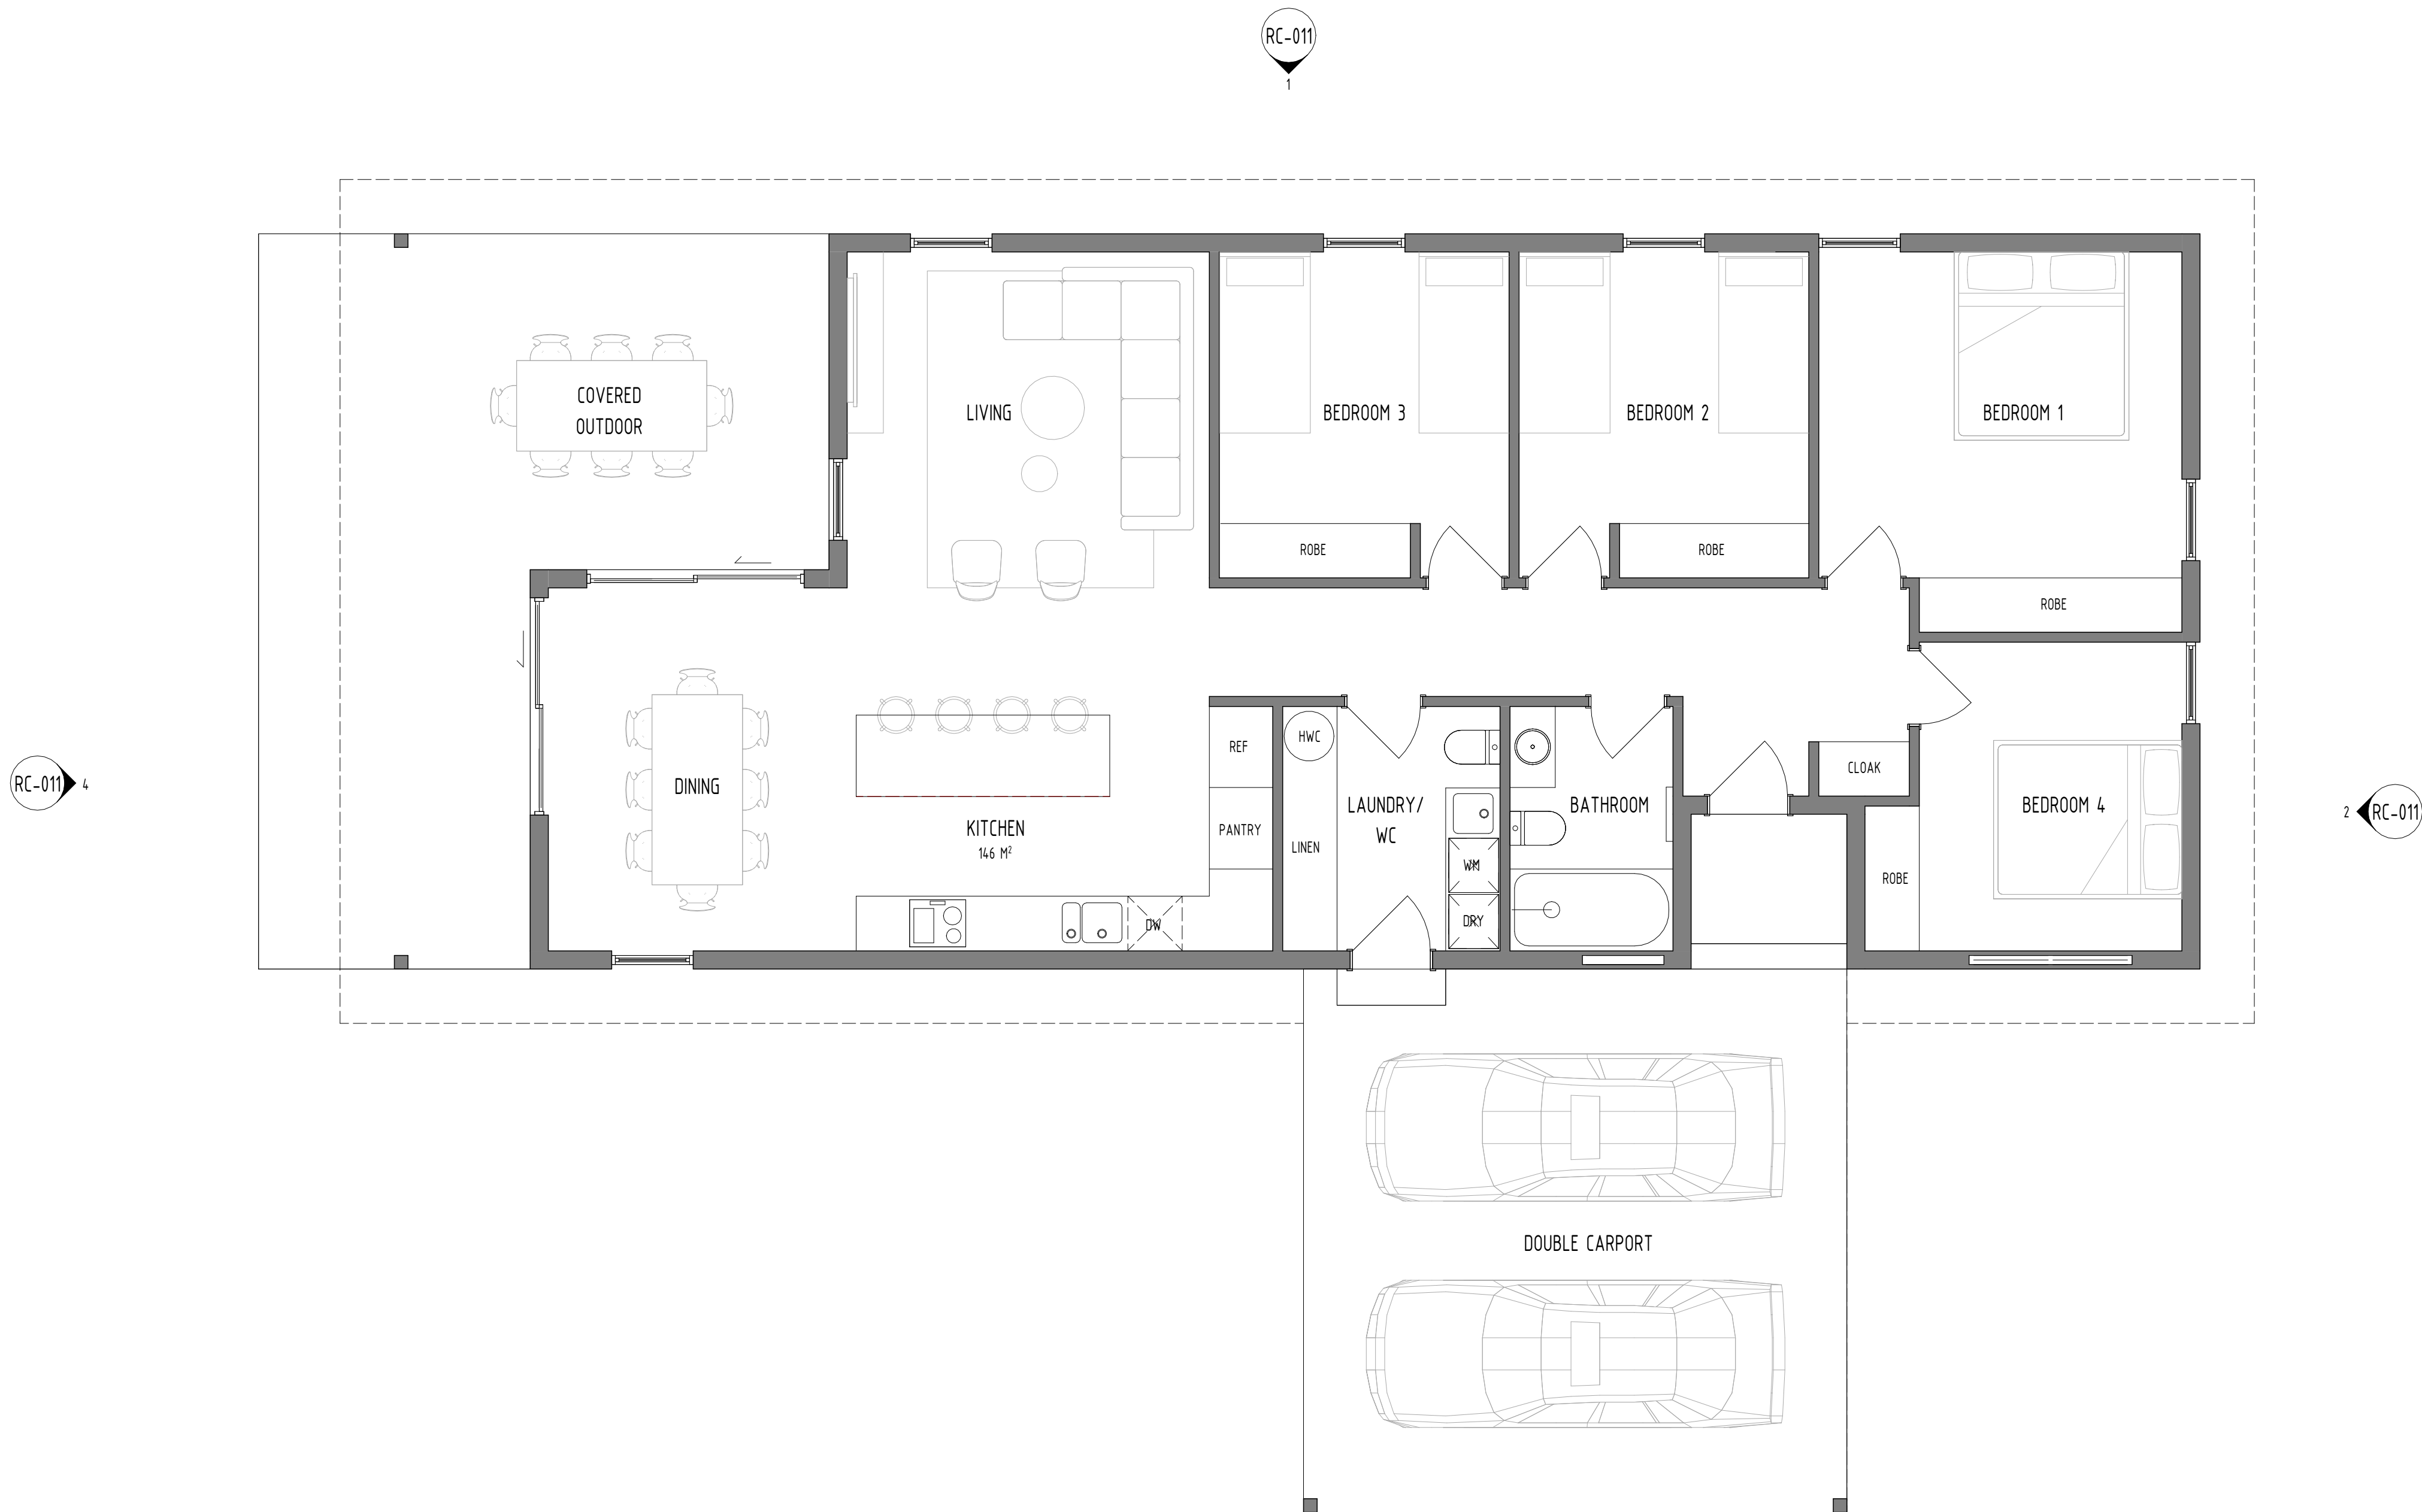 RC-011
1
COVERED
OUTDOOR
LIVING
BEDROOM 3
BEDROOM 2
BEDROOM 1
ROBE
ROBE
ROBE
HWC
REF
DINING
CLOAK
RC-011
4
LAUNDRY/
WC
BATHROOM
BEDROOM 4
2
RC-011
KITCHEN
146 M²
PANTRY
LINEN
WM
ROBE
DW
DRY
DOUBLE CARPORT